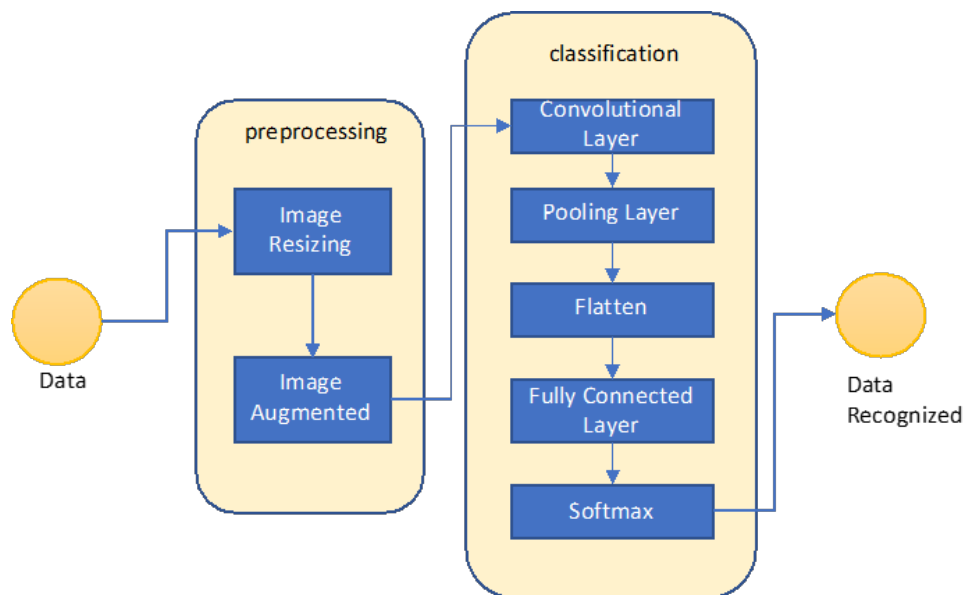 classification
preprocessing
Convolutional
Layer
Image
Resizing
Pooling Layer
Flatten
Data
Image
Augmented
Fully Connected
Layer
Data
Recognized
Softmax